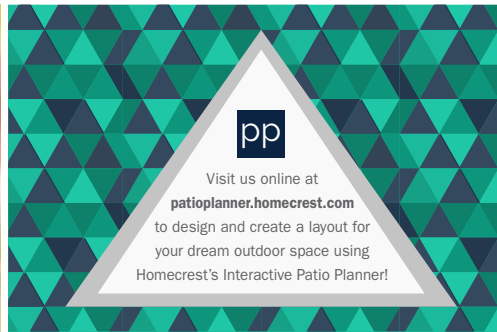 pp
Visit us online at
patioplanner.homecrest.com
to design and create a layout for
your dream outdoor space using
Homecrest's Interactive Patio Planner!